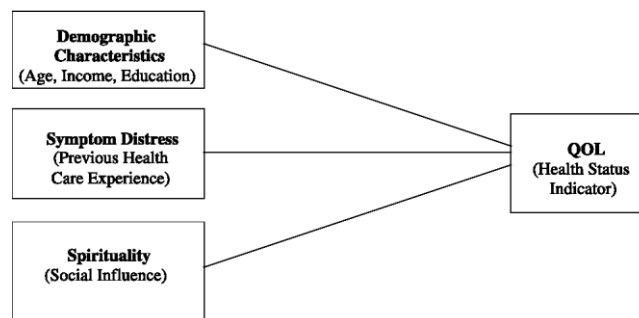 Demographic
Characteristics
(Age, Income, Education)
Symptom Distress
(Previous Health
Care Experience)
QOL
(Health Status
Indicator)
Spirituality
(Social Influence)